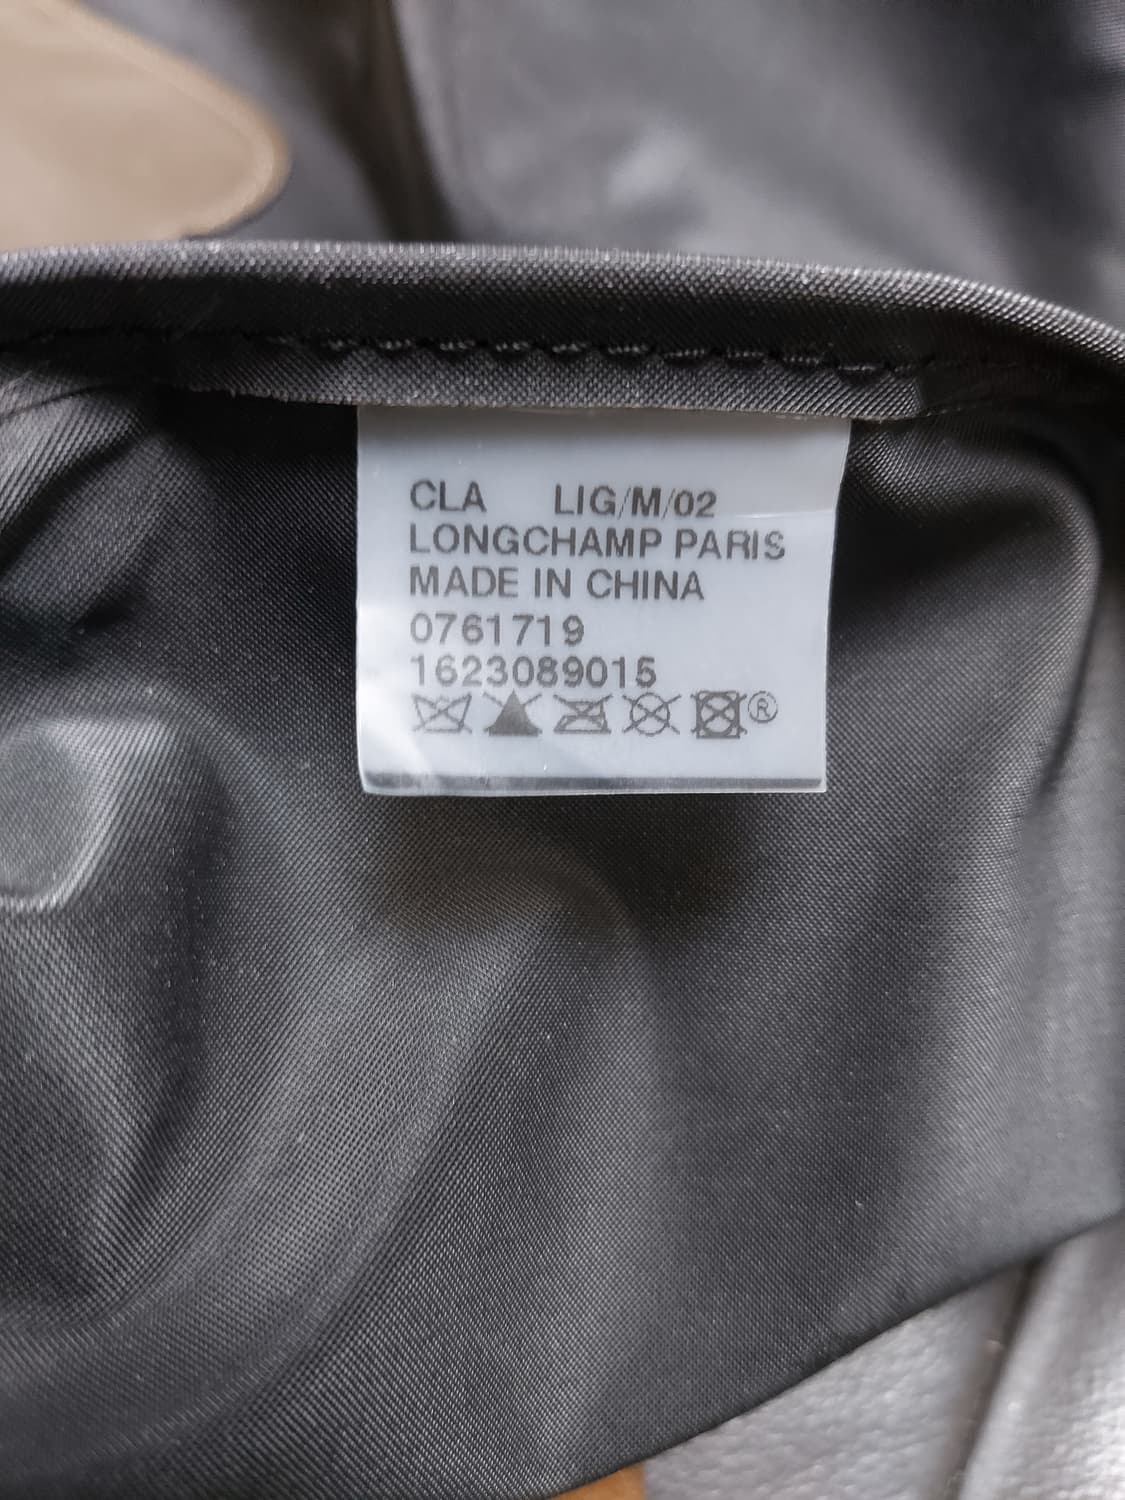 CLA LIG/M/02
LONGCHAMP PARIS
MADE IN CHINA
0761719
1623089015
®